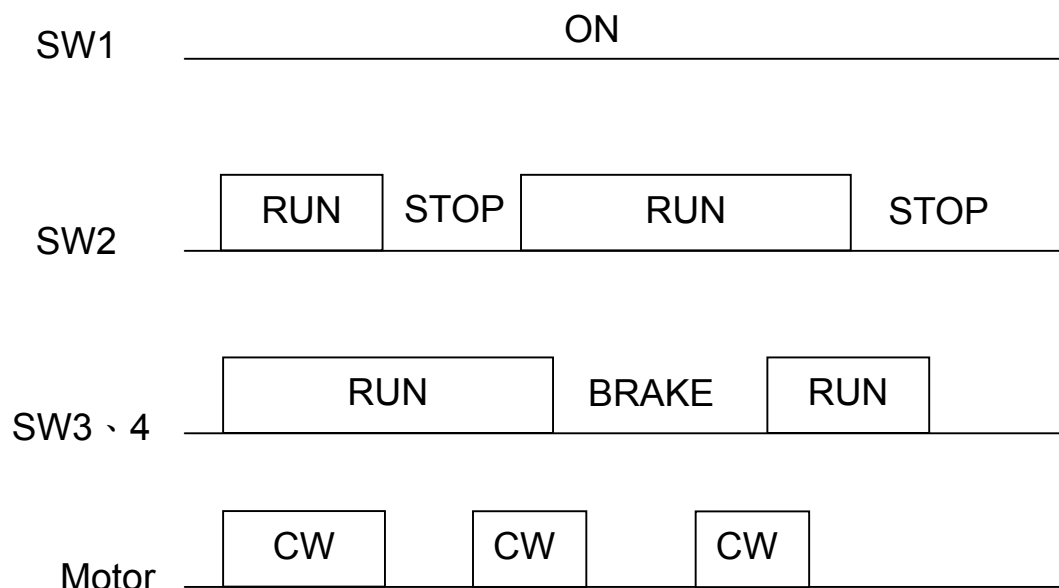 SW1 ON
SW2 RUN STOP RUN STOP
SW3、4 RUN BRAKE RUN
Motor CW CW CW